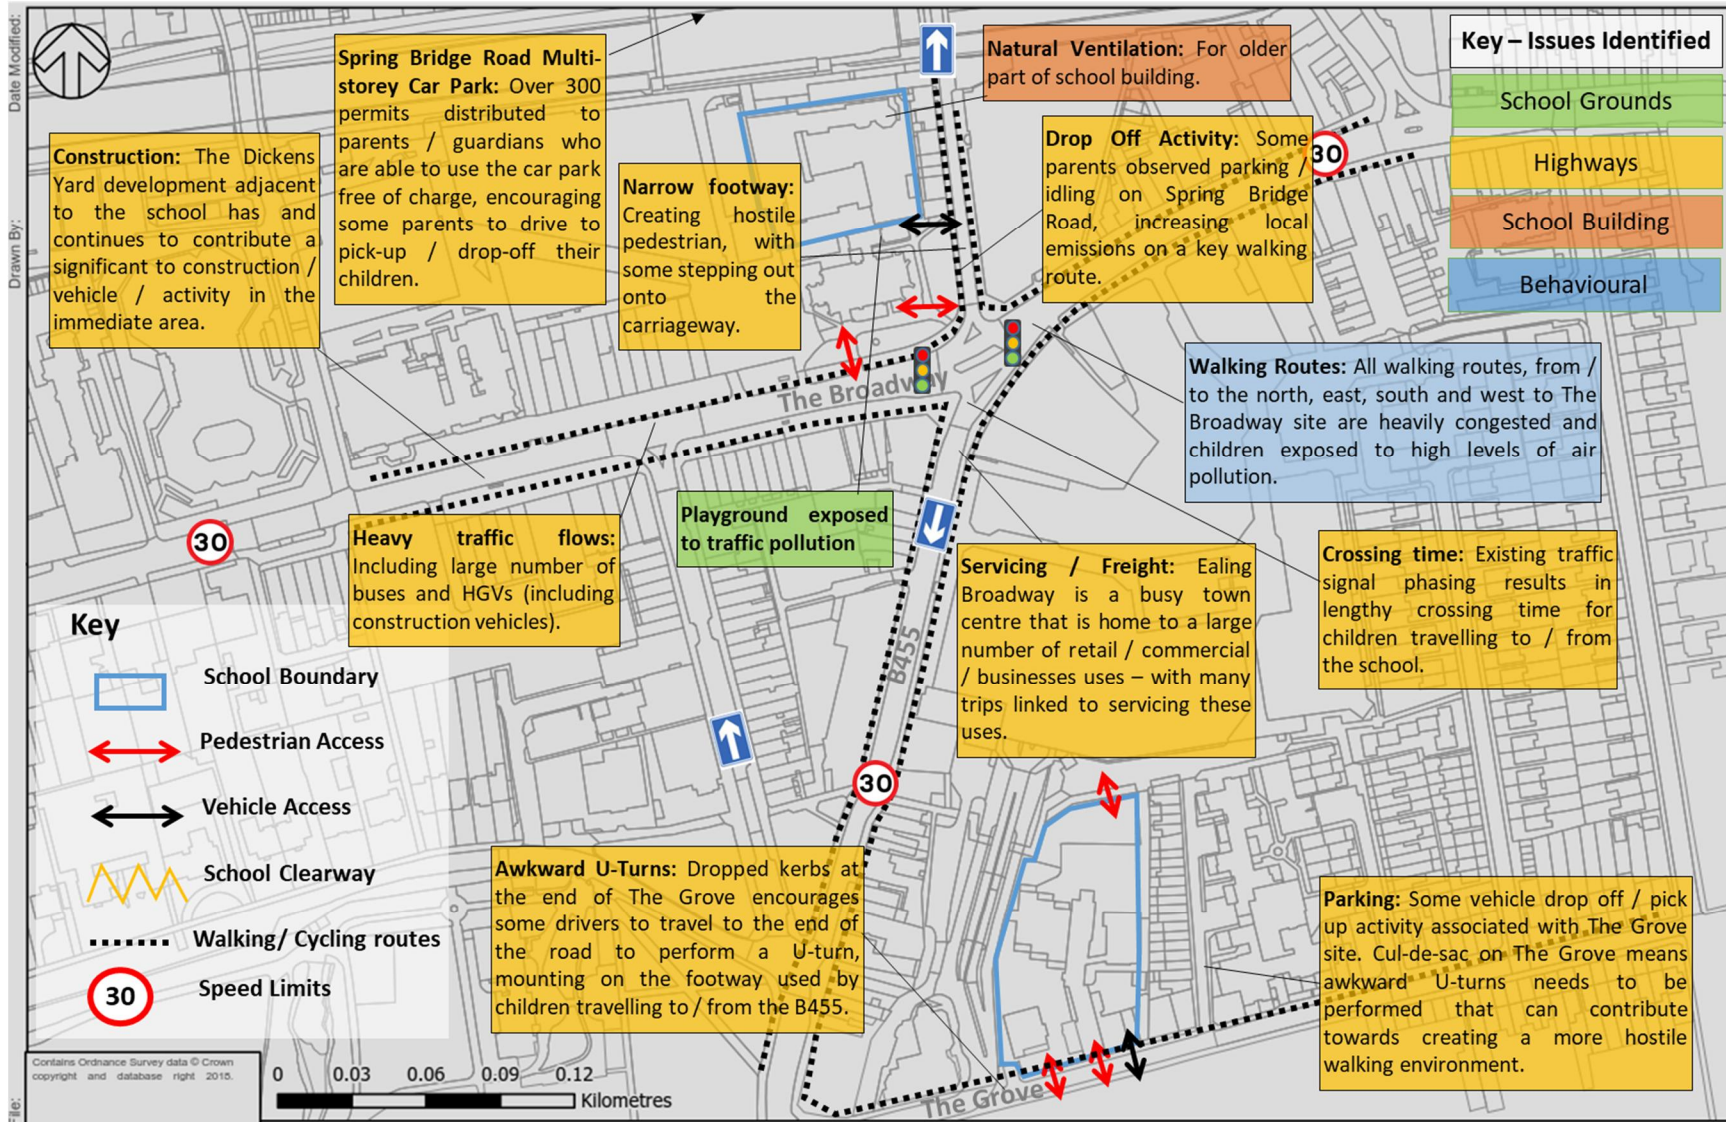 Date Modified:
Drawn By:
File:
Spring Bridge Road Multi-
storey Car Park: Over 300
permits distributed to
parents / guardians who
are able to use the car park
free of charge, encouraging
some parents to drive to
pick-up / drop-off their
children.
Natural Ventilation: For older
part of school building.
Key – Issues Identified
School Grounds
Highways
School Building
Behavioural
Construction: The Dickens
Yard development adjacent
to the school has and
continues to contribute a
significant to construction /
vehicle / activity in the
immediate area.
Narrow footway:
Creating hostile
pedestrian, with
some stepping out
onto the
carriageway.
Drop Off Activity: Some
parents observed parking /
idling on Spring Bridge
Road, increasing local
emissions on a key walking
route.
30
The Broadway
Walking Routes: All walking routes, from /
to the north, east, south and west to The
Broadway site are heavily congested and
children exposed to high levels of air
pollution.
30
Heavy traffic flows:
Including large number of
buses and HGVs (including
construction vehicles).
Playground exposed
to traffic pollution
Servicing / Freight: Ealing
Broadway is a busy town
centre that is home to a large
number of retail / commercial
/ businesses uses – with many
trips linked to servicing these
uses.
Crossing time: Existing traffic
signal phasing results in
lengthy crossing time for
children travelling to / from
the school.
B455
30
Key
School Boundary
Pedestrian Access
Vehicle Access
School Clearway
Walking/ Cycling routes
30
Speed Limits
Awkward U-Turns: Dropped kerbs at
the end of The Grove encourages
some drivers to travel to the end of
the road to perform a U-turn,
mounting on the footway used by
children travelling to / from the B455.
Parking: Some vehicle drop off / pick
up activity associated with The Grove
site. Cul-de-sac on The Grove means
awkward U-turns needs to be
performed that can contribute
towards creating a more hostile
walking environment.
The Grove
Contains Ordnance Survey data © Crown
copyright and database right 2018.
0 0.03 0.06 0.09 0.12
Kilometres